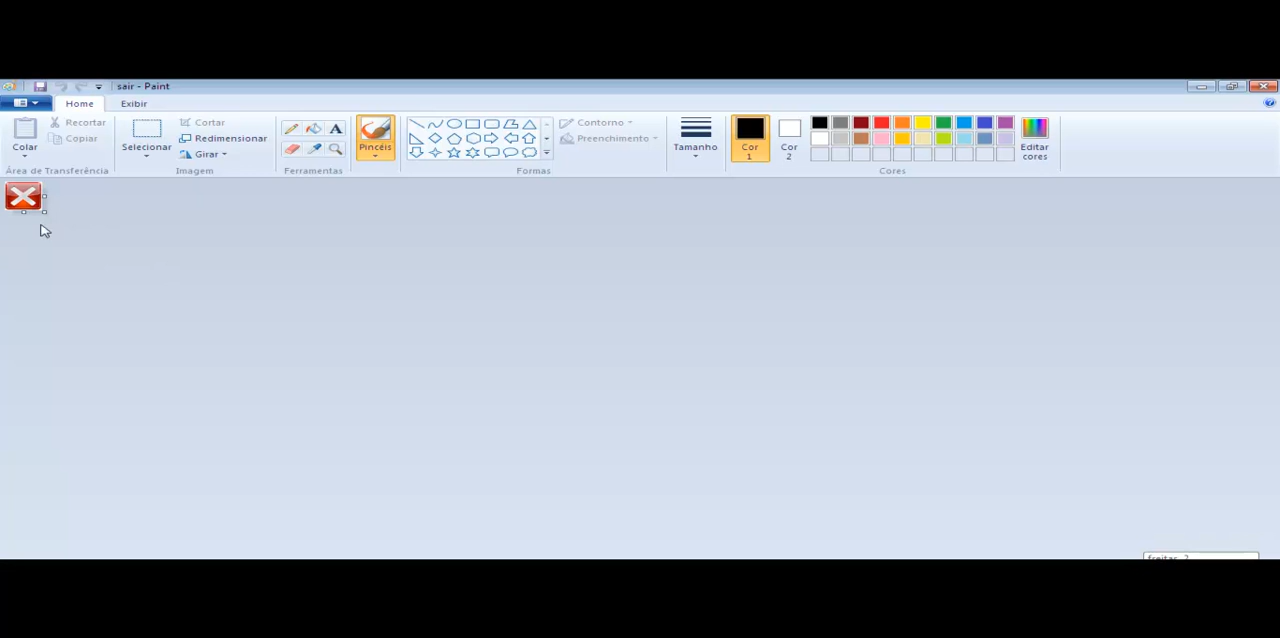 sair - Paint
Home
Exibir
Colar
Recortar
Copiar
Área de Transferência
Selecionar
Cortar
Redimensionar
Girar
Imagem
A
Ferramentas
Pincéis
Contorno
Preenchimento
Formas
Tamanho
Cor
1
Cor
2
Editar
cores
Cores